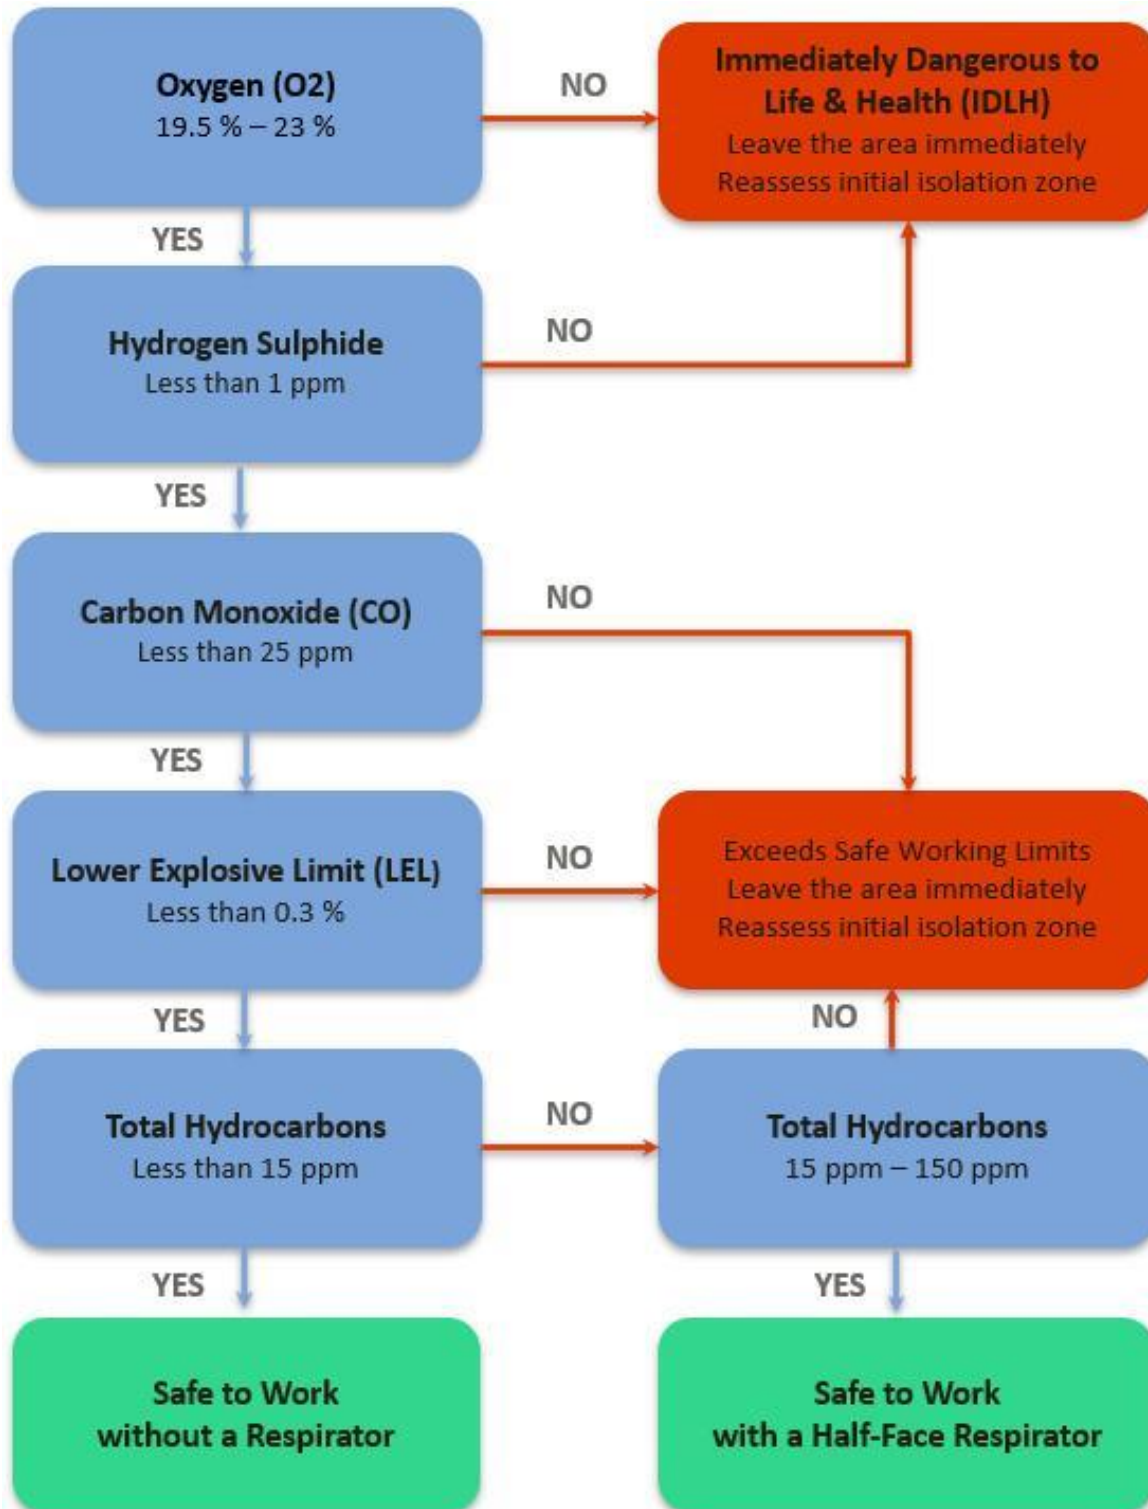 Oxygen (O2)
19.5 % – 23 %
NO
Immediately Dangerous to
Life & Health (IDLH)
Leave the area immediately
Reassess initial isolation zone
YES
Hydrogen Sulphide
Less than 1 ppm
NO
YES
Carbon Monoxide (CO)
Less than 25 ppm
NO
YES
Lower Explosive Limit (LEL)
Less than 0.3 %
NO
Exceeds Safe Working Limits
Leave the area immediately
Reassess initial isolation zone
YES
NO
Total Hydrocarbons
Less than 15 ppm
NO
Total Hydrocarbons
15 ppm – 150 ppm
YES
YES
Safe to Work
without a Respirator
Safe to Work
with a Half-Face Respirator